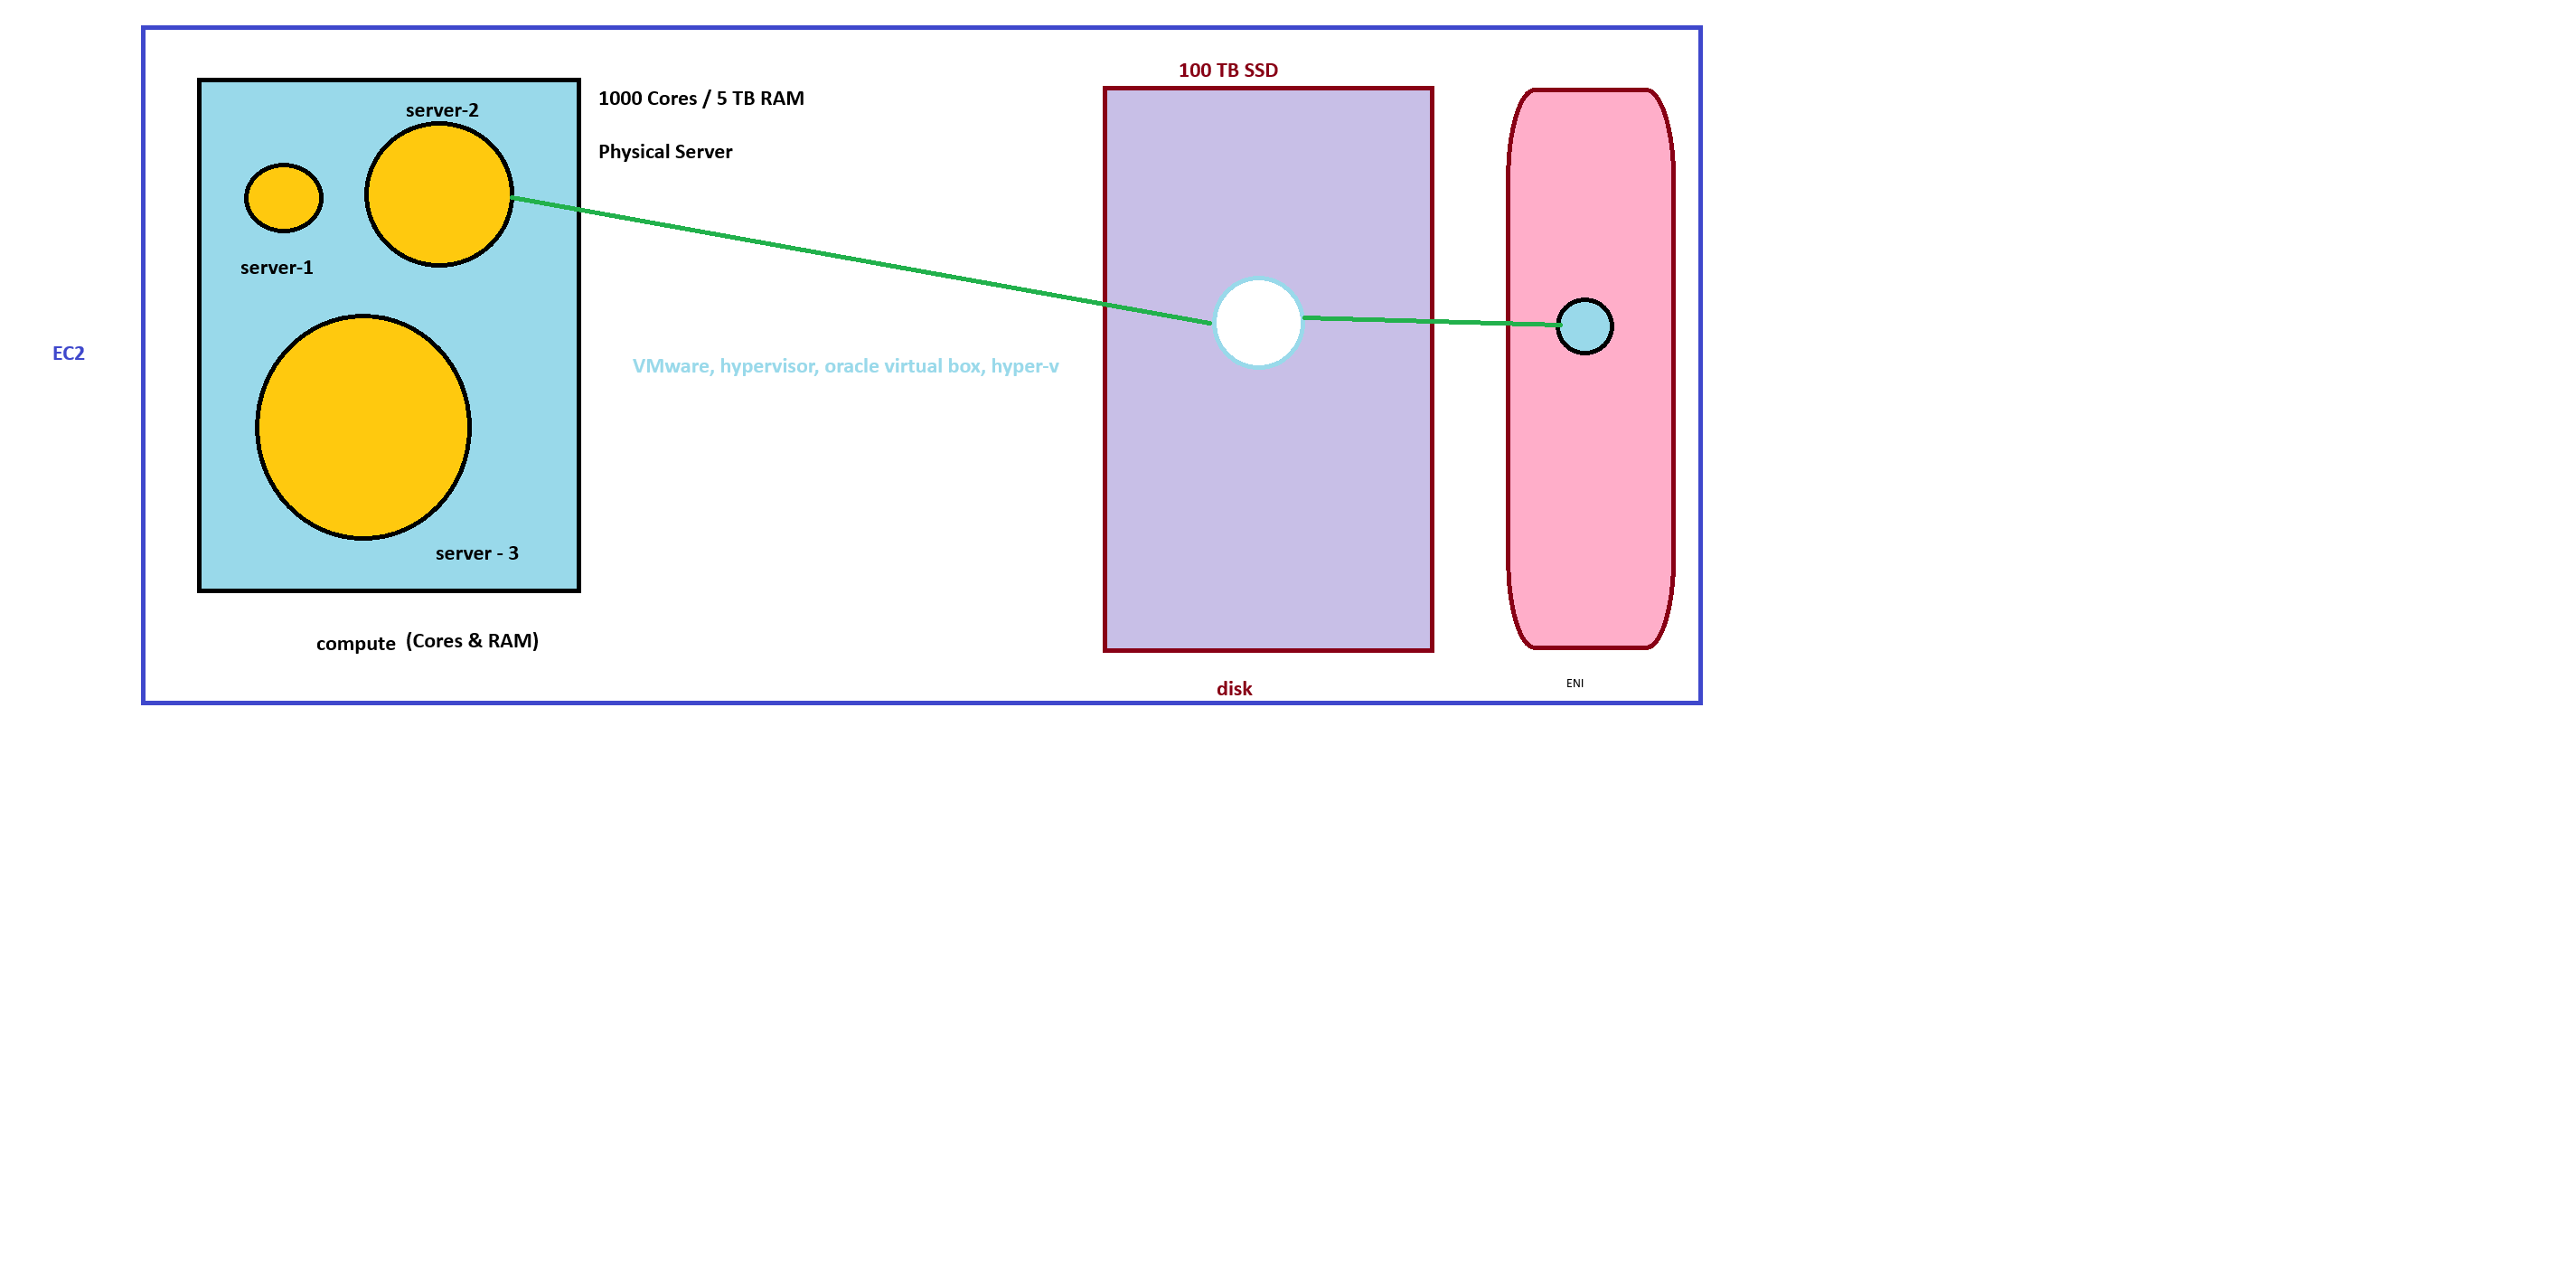 100 TB SSD
1000 Cores / 5 TB RAM
server-2
Physical Server
server-1
EC2
VMware, hypervisor, oracle virtual box, hyper-v
server - 3
compute (Cores & RAM)
disk
ENI